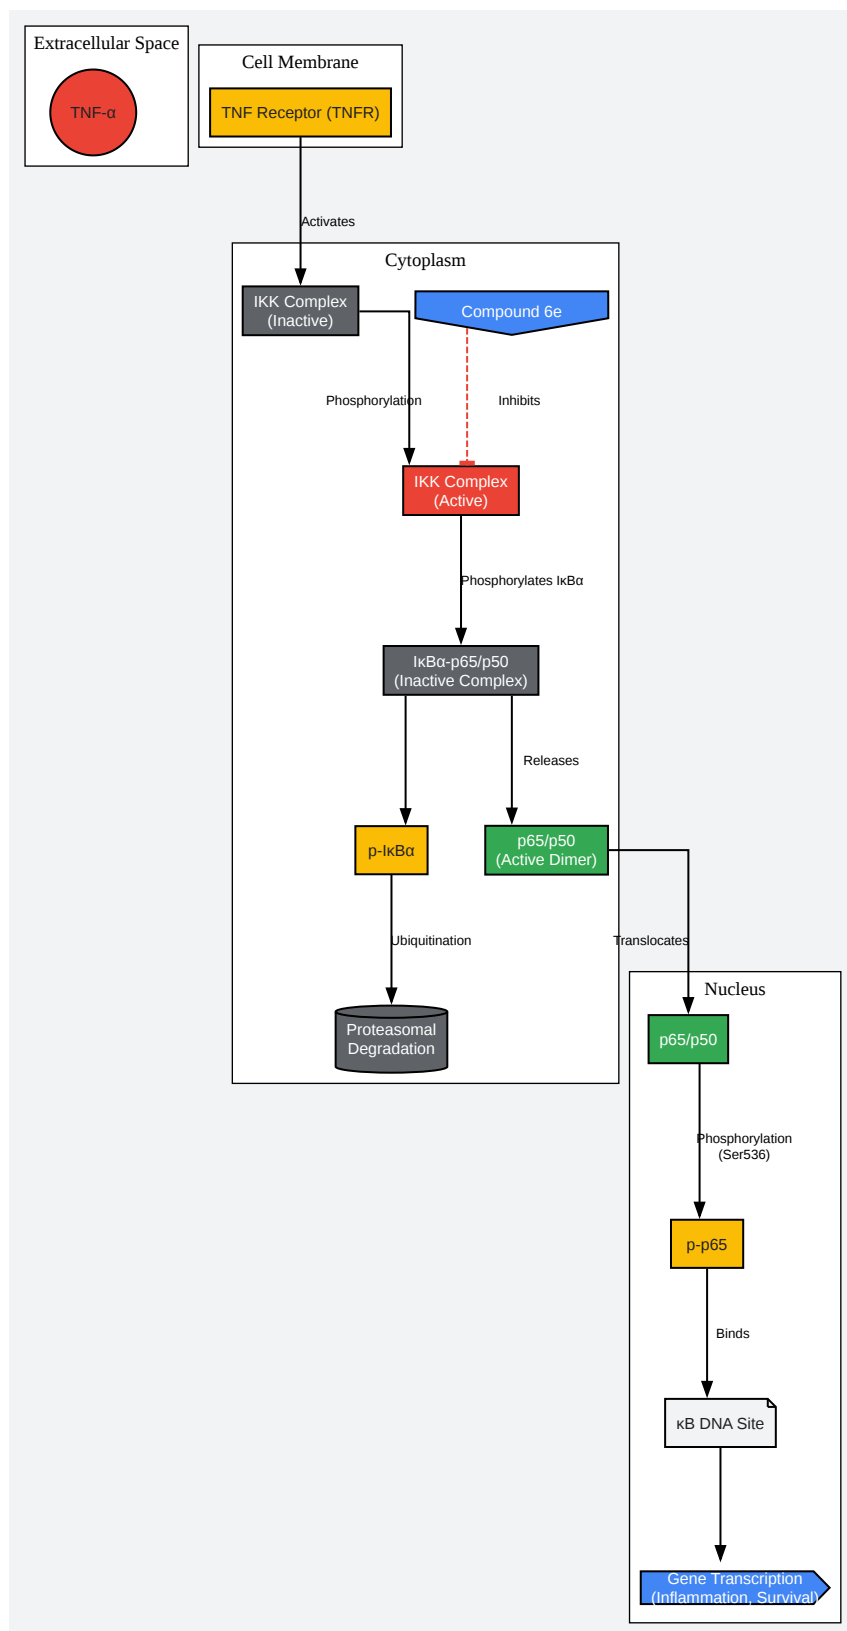 Extracellular Space
TNF-α
Cell Membrane
TNF Receptor (TNFR)
Activates
Cytoplasm
IKK Complex
(Inactive)
Compound 6e
Phosphorylation
Inhibits
IKK Complex
(Active)
Phosphorylates IκBα
IκBα-p65/p50
(Inactive Complex)
Releases
p-IκBα
p65/p50
(Active Dimer)
Ubiquitination
Translocates
Proteasomal
Degradation
Nucleus
p65/p50
Phosphorylation
(Ser536)
p-p65
Binds
κB DNA Site
Gene Transcription
(Inflammation, Survival)